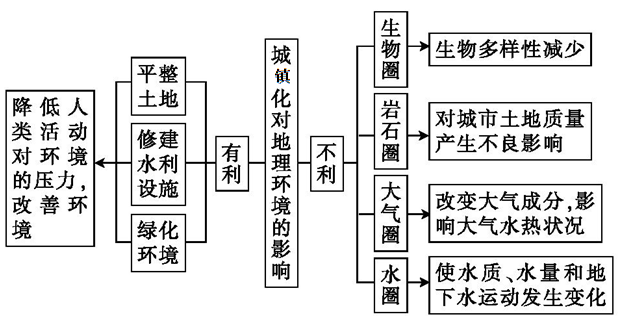 降低人
类活动
对环境
的压力，
改善环
境
平整
土地
修建
水利
设施
绿化
环境
有利
城镇化对地理环境的影响
不利
生物圈
生物多样性减少
岩石圈
对城市土地质量
产生不良影响
大气圈
改变大气成分，影
响大气水热状况
水圈
使水质、水量和地
下水运动发生变化